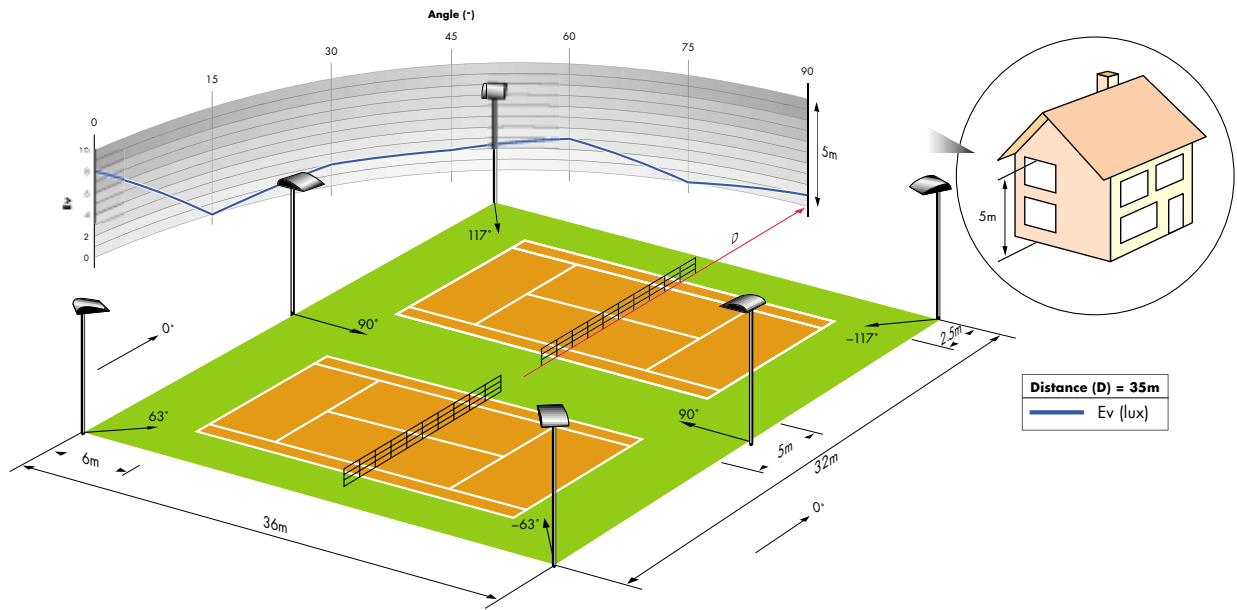 Angle (°)
0
15
30
45
60
75
90
10
8
6
4
2
0
Ev
5m
5m
D
117°
90°
0°
63°
–117°
2.5m
90°
5m
32m
6m
36m
–63°
0°
Distance (D) = 35m
Ev (lux)